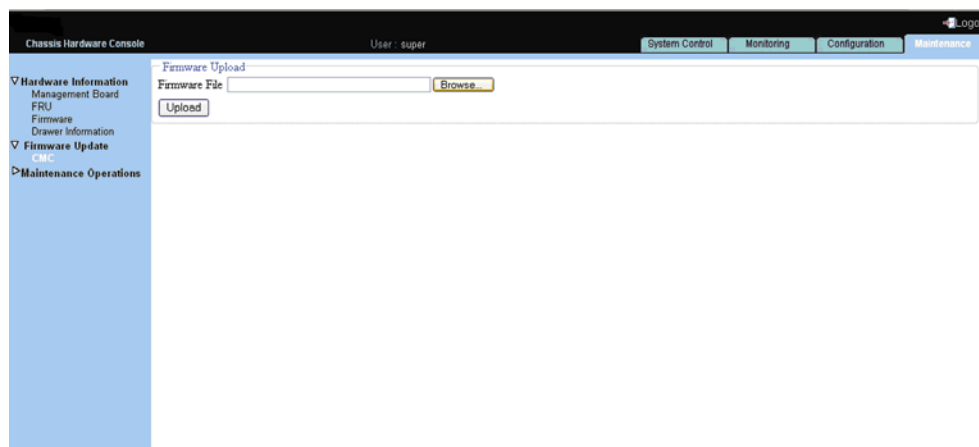 Logo
Chassis Hardware Console
User : super
System Control
Monitoring
Configuration
Maintenance
Hardware Information
Management Board
FRU
Firmware
Drawer Information
Firmware Update
CMC
Maintenance Operations
Firmware Upload
Firmware File
Browse...
Upload